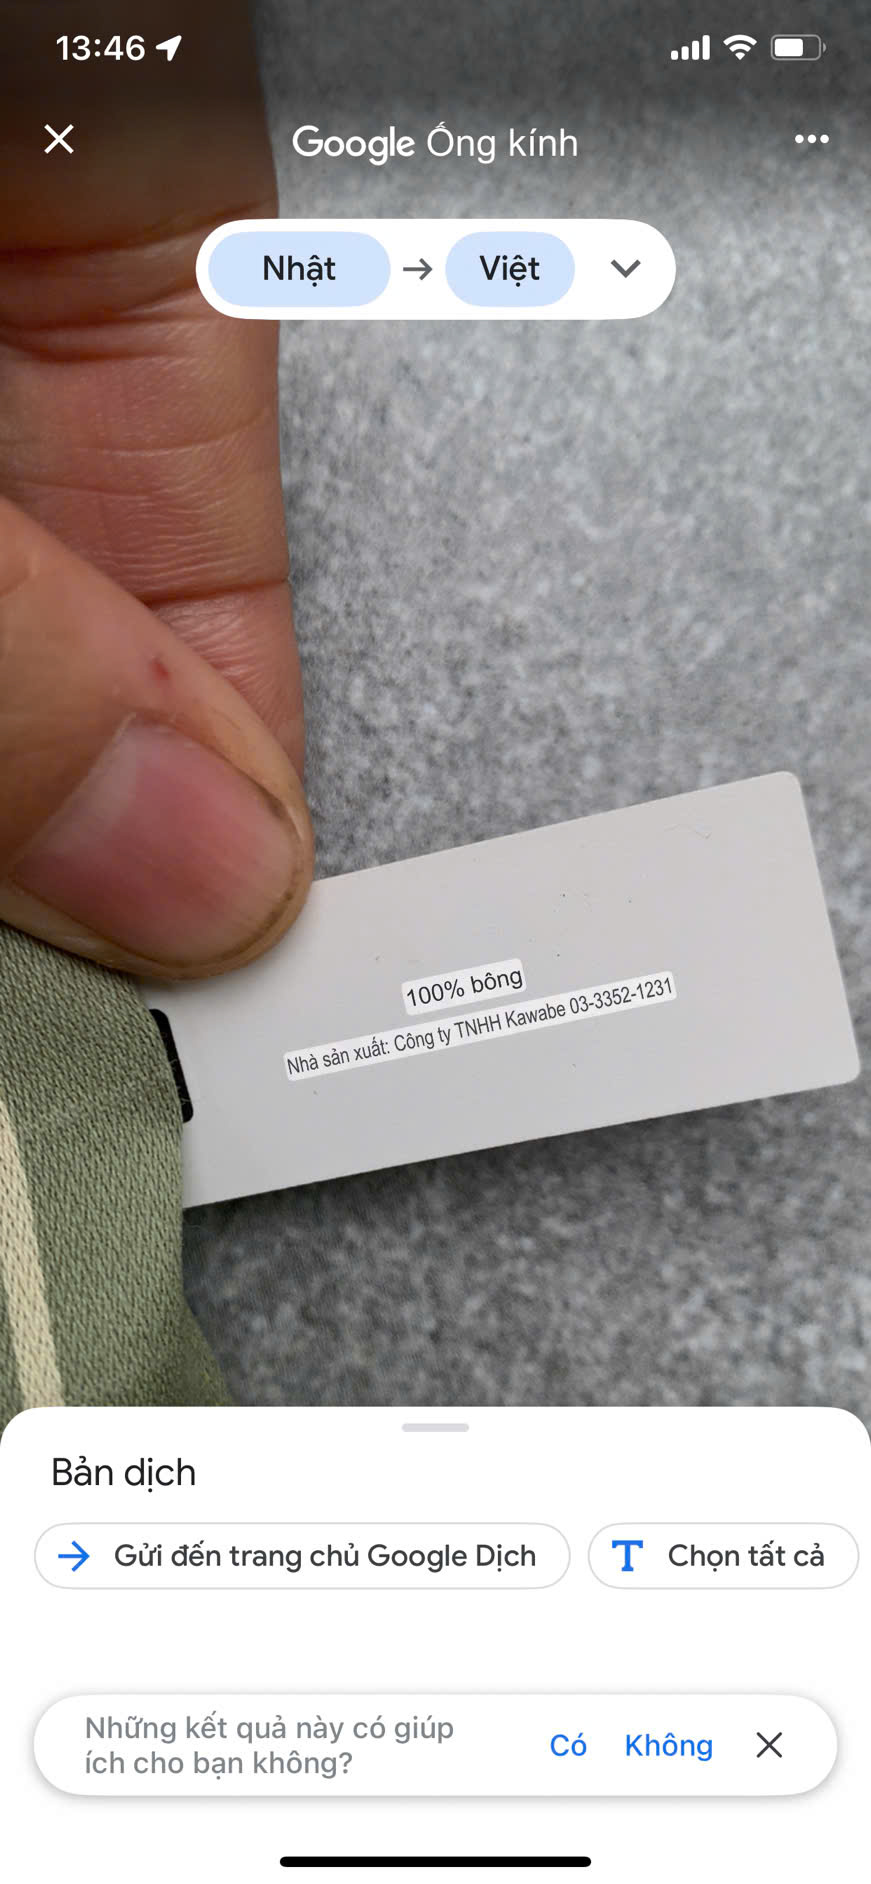 13:46
Google Ống kính
Nhật → Việt
100% bông
Nhà sản xuất: Công ty TNHH Kawabe 03-3352-1231
Bản dịch
Gửi đến trang chủ Google Dịch
Chọn tất cả
Những kết quả này có giúp
ích cho bạn không?
Có
Không